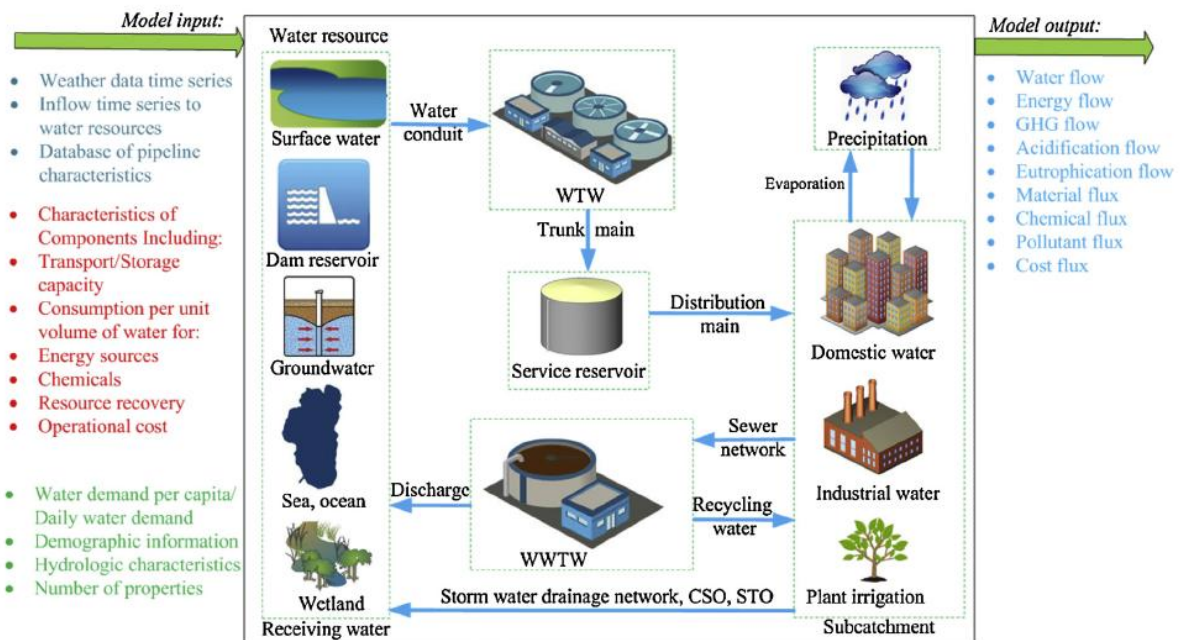 Model input:
Weather data time series
Inflow time series to
water resources
Database of pipeline
characteristics
Characteristics of
Components Including:
Transport/Storage
capacity
Consumption per unit
volume of water for:
Energy sources
Chemicals
Resource recovery
Operational cost
Water demand per capita/
Daily water demand
Demographic information
Hydrologic characteristics
Number of properties
Water resource
Surface water
Dam reservoir
Groundwater
Sea, ocean
Wetland
Receiving water
Water
conduit
WTW
Trunk main
Service reservoir
Distribution
main
Precipitation
Evaporation
Domestic water
Industrial water
Plant irrigation
Subcatchment
Sewer
network
Recycling
water
WWTW
Discharge
Storm water drainage network, CSO, STO
Model output:
Water flow
Energy flow
GHG flow
Acidification flow
Eutrophication flow
Material flux
Chemical flux
Pollutant flux
Cost flux